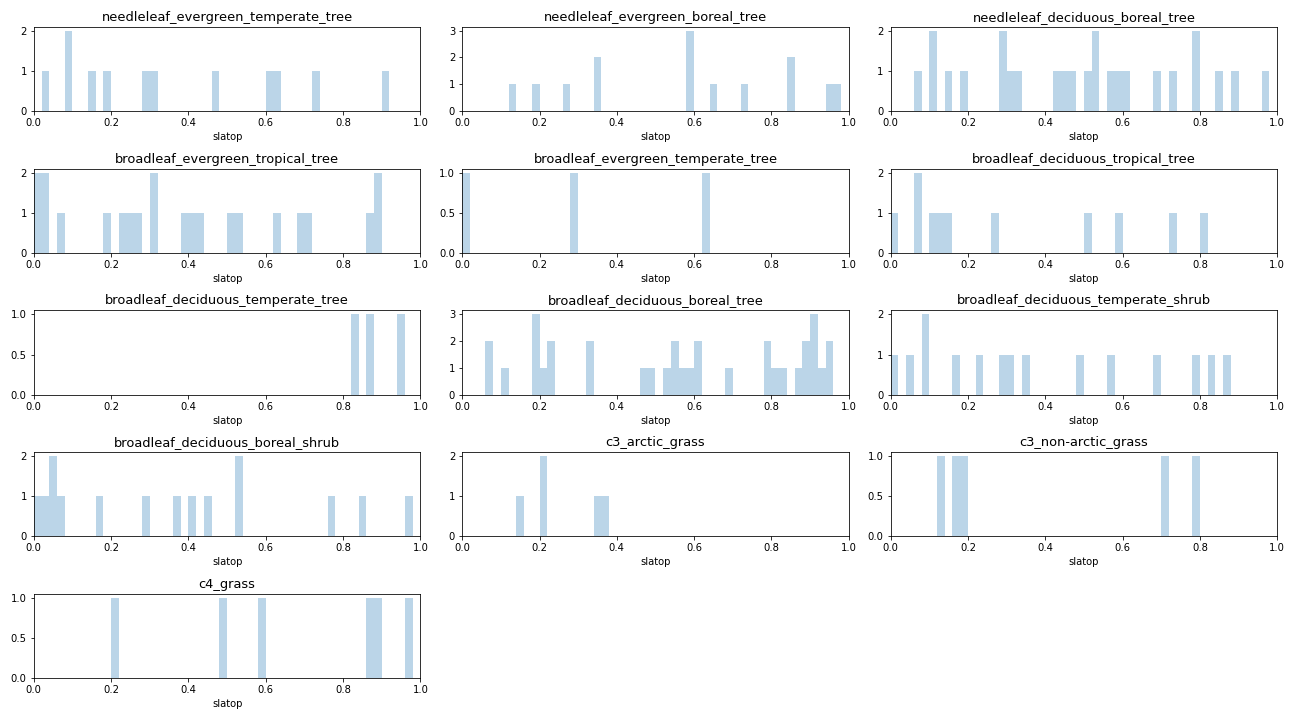 needleleaf_evergreen_temperate_tree
2
1
0
0.0 0.2 0.4 0.6 0.8 1.0
slatop
needleleaf_evergreen_boreal_tree
3
2
1
0
0.0 0.2 0.4 0.6 0.8 1.0
slatop
needleleaf_deciduous_boreal_tree
2
1
0
0.0 0.2 0.4 0.6 0.8 1.0
slatop
broadleaf_evergreen_tropical_tree
2
1
0
0.0 0.2 0.4 0.6 0.8 1.0
slatop
broadleaf_evergreen_temperate_tree
1.0
0.5
0.0
0.0 0.2 0.4 0.6 0.8 1.0
slatop
broadleaf_deciduous_tropical_tree
2
1
0
0.0 0.2 0.4 0.6 0.8 1.0
slatop
broadleaf_deciduous_temperate_tree
1.0
0.5
0.0
0.0 0.2 0.4 0.6 0.8 1.0
slatop
broadleaf_deciduous_boreal_tree
3
2
1
0
0.0 0.2 0.4 0.6 0.8 1.0
slatop
broadleaf_deciduous_temperate_shrub
2
1
0
0.0 0.2 0.4 0.6 0.8 1.0
slatop
broadleaf_deciduous_boreal_shrub
2
1
0
0.0 0.2 0.4 0.6 0.8 1.0
slatop
c3_arctic_grass
2
1
0
0.0 0.2 0.4 0.6 0.8 1.0
slatop
c3_non-arctic_grass
1.0
0.5
0.0
0.0 0.2 0.4 0.6 0.8 1.0
slatop
c4_grass
1.0
0.5
0.0
0.0 0.2 0.4 0.6 0.8 1.0
slatop